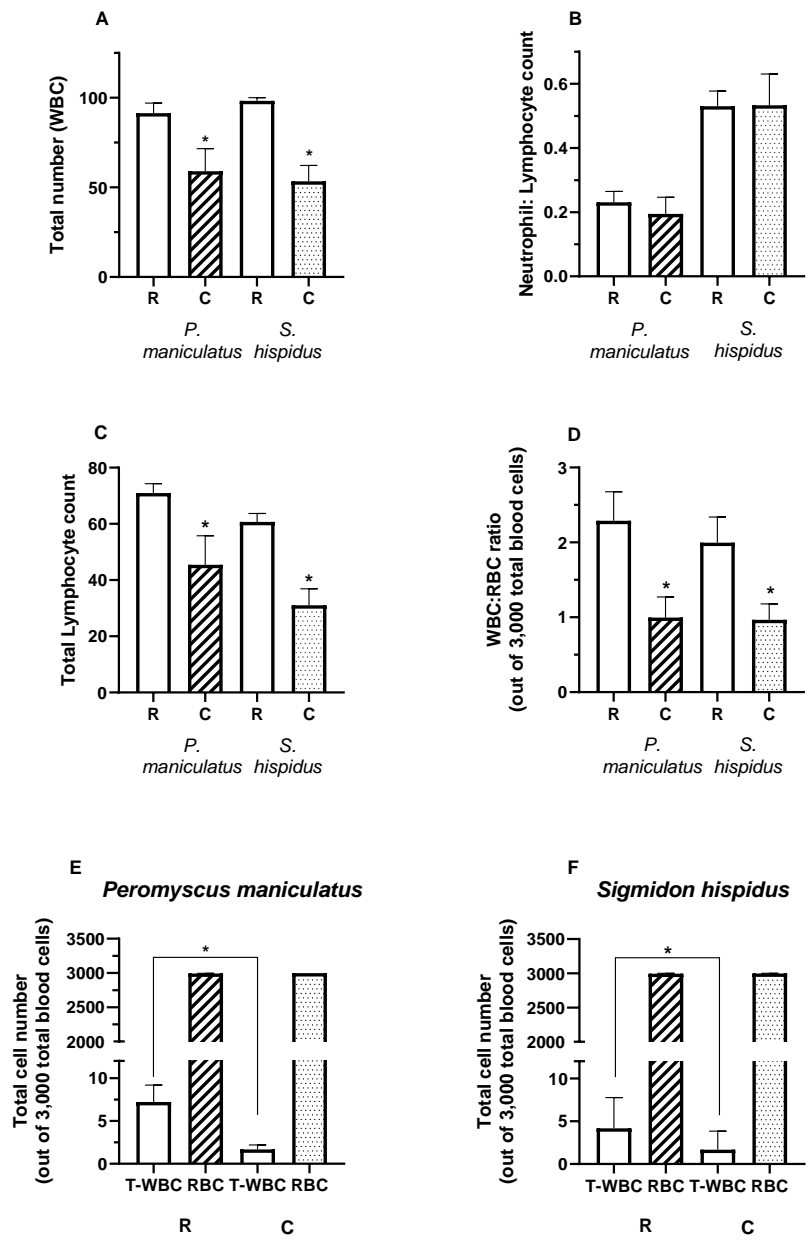 A
Total number (WBC)
100
50
0
*
*
R C R C
P. maniculatus
S. hispidus
B
Neutrophil: Lymphocyte count
0.6
0.4
0.2
0.0
R C R C
P. maniculatus
S. hispidus
C
Total Lymphocyte count
80
60
40
20
0
*
*
R C R C
P. maniculatus
S. hispidus
D
WBC:RBC ratio
(out of 3,000 total blood cells)
3
2
1
0
*
*
R C R C
P. maniculatus
S. hispidus
E
Peromyscus maniculatus
Total cell number
(out of 3,000 total blood cells)
3500
3000
2500
2000
10
5
0
*
T-WBC RBC T-WBC RBC
R C
F
Sigmidon hispidus
Total cell number
(out of 3,000 total blood cells)
3500
3000
2500
2000
10
5
0
*
T-WBC RBC T-WBC RBC
R C